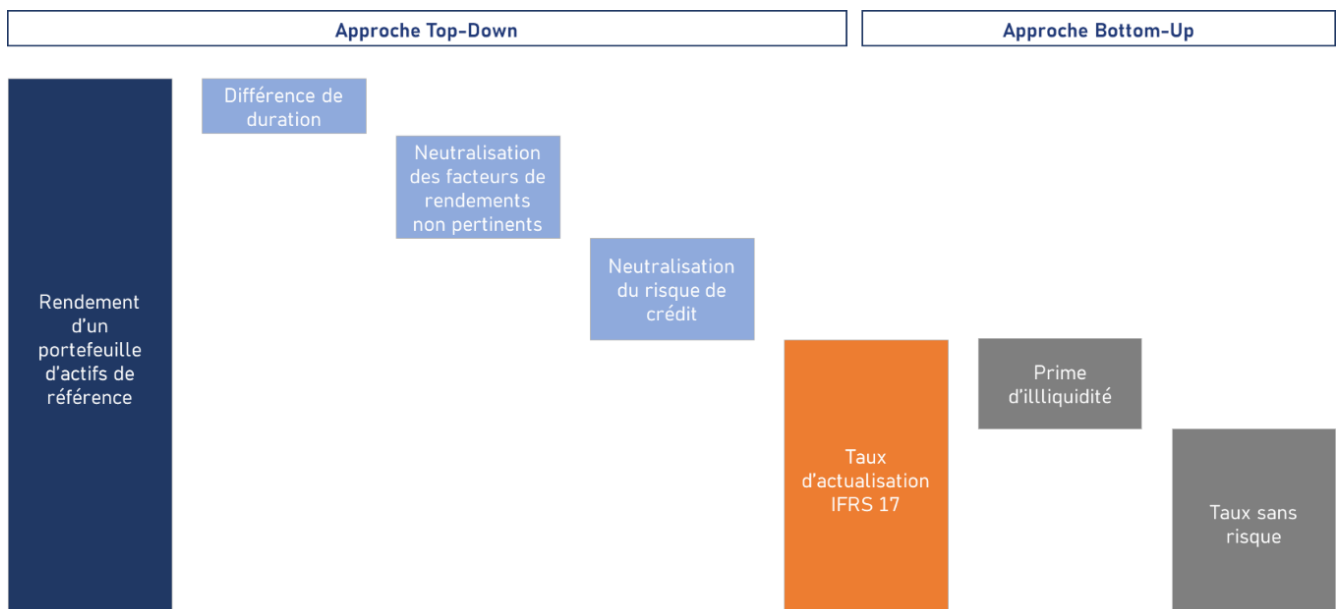 Approche Top-Down
Approche Bottom-Up
Différence de
duration
Neutralisation
des facteurs de
rendements
non pertinents
Neutralisation
du risque de
crédit
Rendement
d'un
portefeuille
d'actifs de
référence
Taux
d'actualisation
IFRS 17
Prime
d'illliquidité
Taux sans
risque